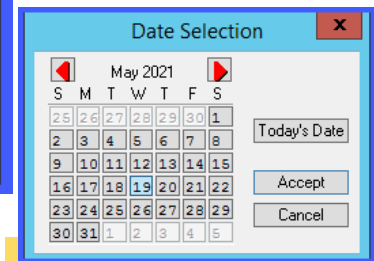 Date Selection x
May 2021
S M T W T F S
25 26 27 28 29 30 1
2 3 4 5 6 7 8
9 10 11 12 13 14 15
16 17 18 19 20 21 22
23 24 25 26 27 28 29
30 31 1 2 3 4 5
Today's Date
Accept
Cancel